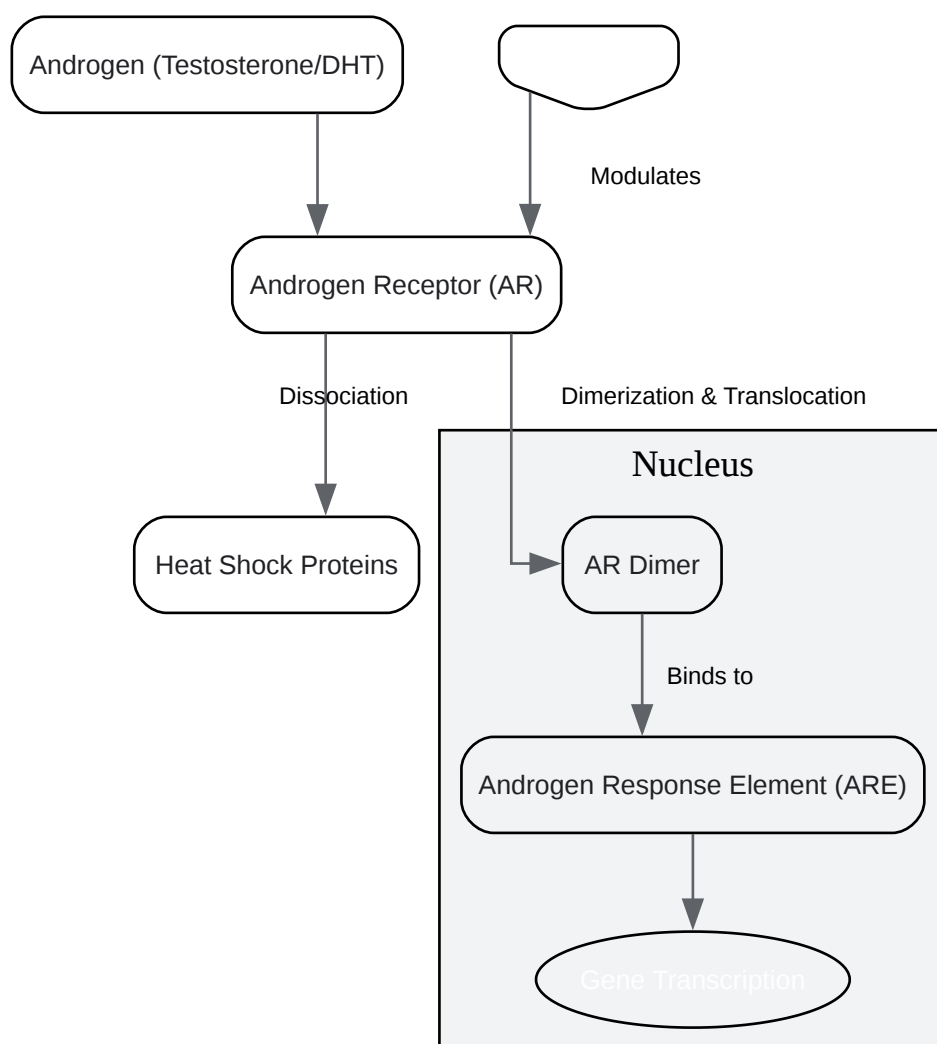 Androgen (Testosterone/DHT)
Modulates
Androgen Receptor (AR)
Dissociation
Dimerization & Translocation
Nucleus
Heat Shock Proteins
AR Dimer
Binds to
Androgen Response Element (ARE)
Gene Transcription